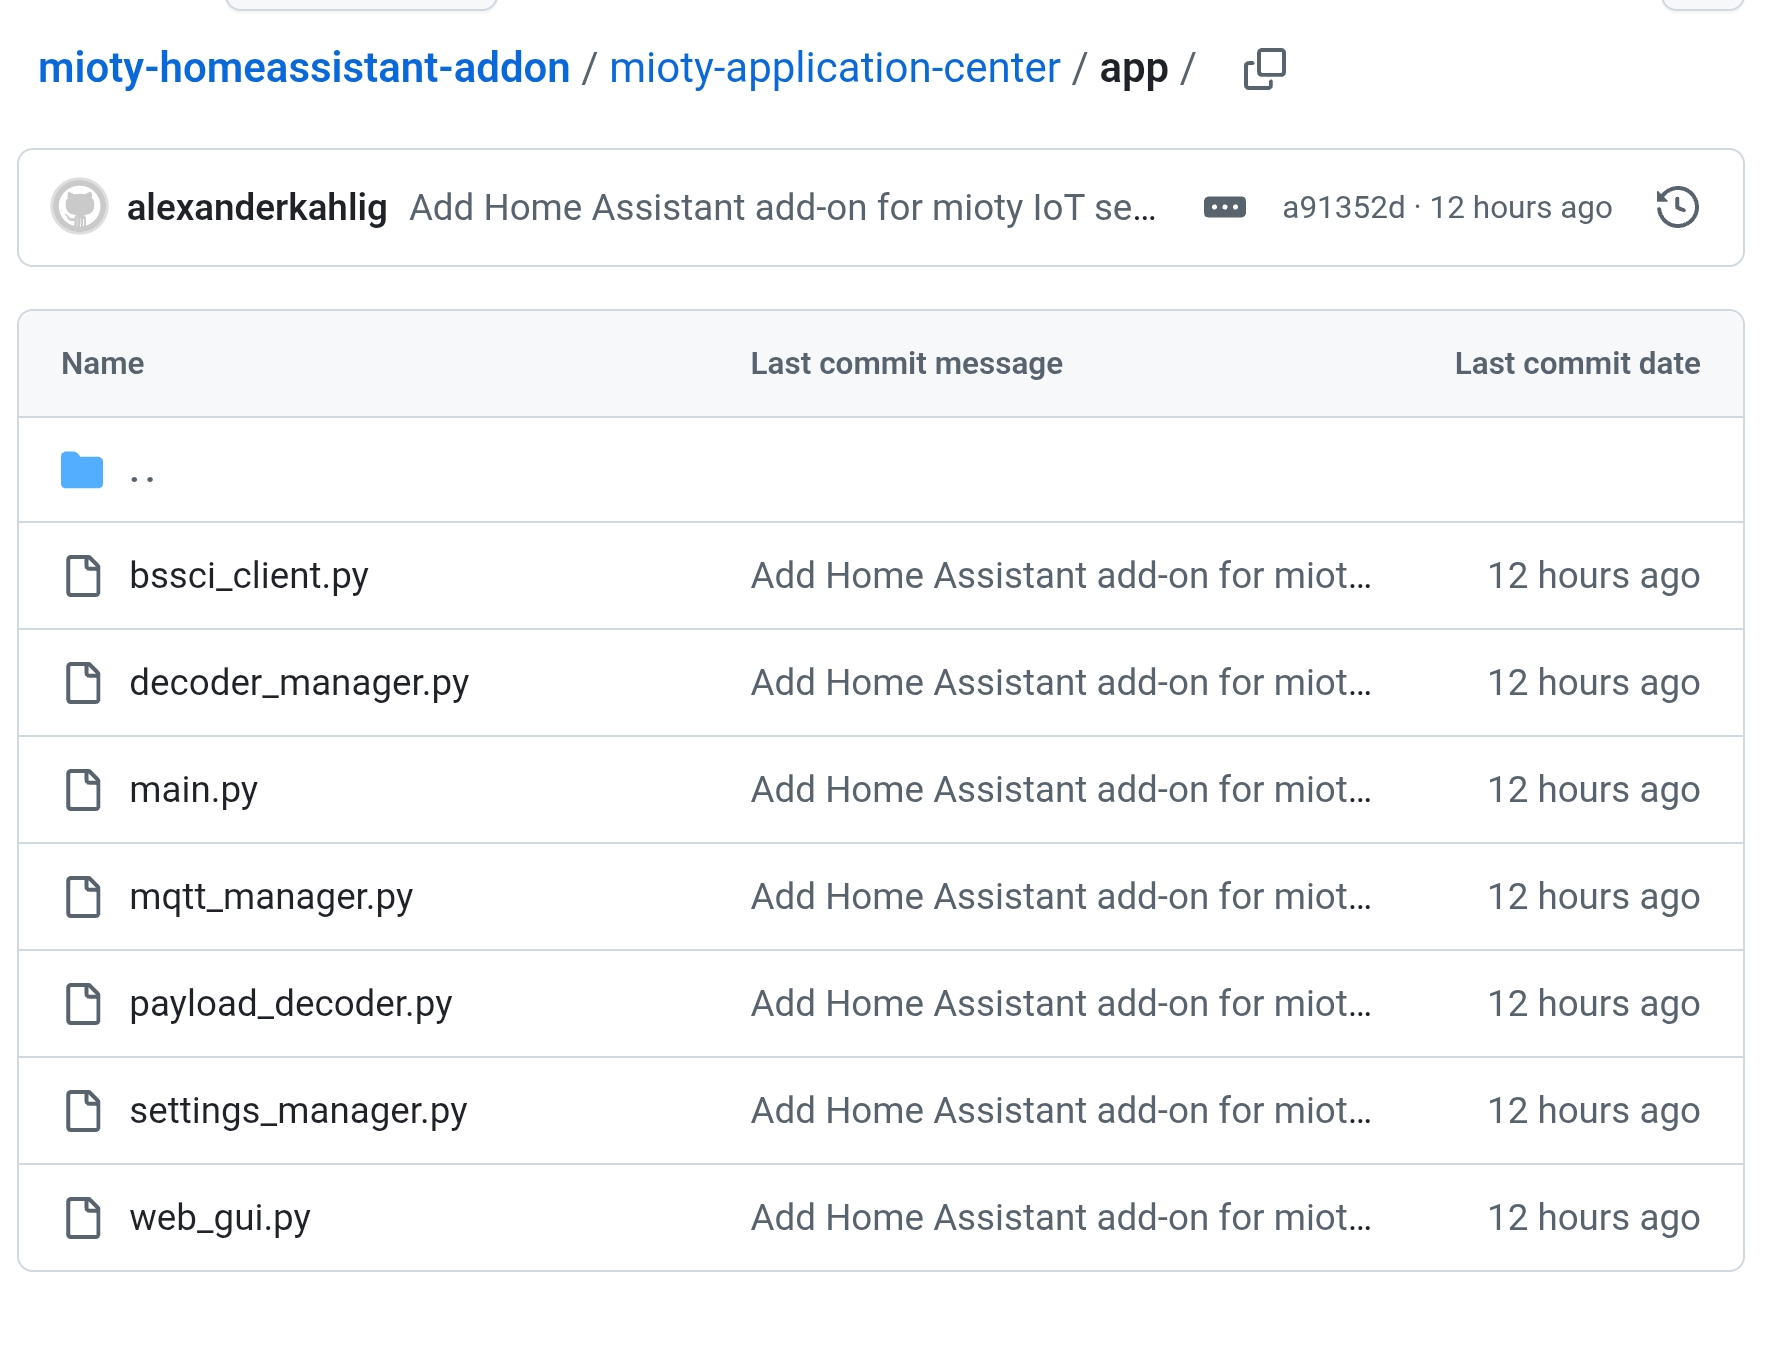 mioty-homeassistant-addon / mioty-application-center / app /
alexanderkahlig Add Home Assistant add-on for mioty IoT se… a91352d · 12 hours ago
Name Last commit message Last commit date
..
bssci_client.py Add Home Assistant add-on for miot… 12 hours ago
decoder_manager.py Add Home Assistant add-on for miot… 12 hours ago
main.py Add Home Assistant add-on for miot… 12 hours ago
mqtt_manager.py Add Home Assistant add-on for miot… 12 hours ago
payload_decoder.py Add Home Assistant add-on for miot… 12 hours ago
settings_manager.py Add Home Assistant add-on for miot… 12 hours ago
web_gui.py Add Home Assistant add-on for miot… 12 hours ago